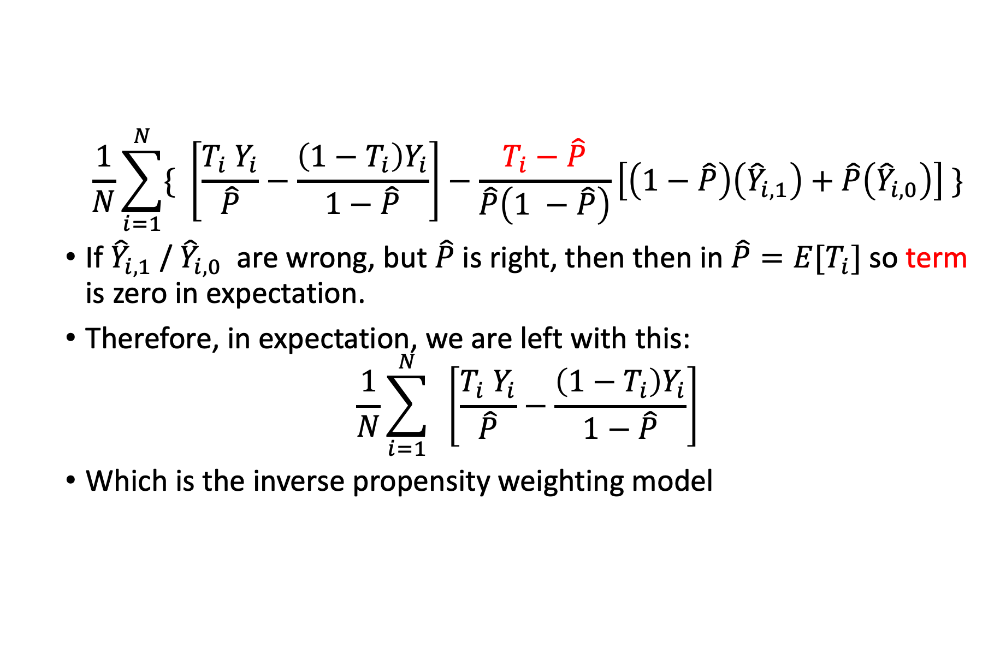 $\frac{1}{N}\sum_{i=1}^{N}\{ \left[\frac{T_i Y_i}{\hat{P}} - \frac{(1-T_i)Y_i}{1-\hat{P}}\right] - \frac{T_i - \hat{P}}{\hat{P}(1-\hat{P})}[(1-\hat{P})(\hat{Y}_{i,1}) + \hat{P}(\hat{Y}_{i,0})] \}$
• If $\hat{Y}_{i,1}$ / $\hat{Y}_{i,0}$ are wrong, but $\hat{P}$ is right, then then in $\hat{P} = E[T_i]$ so term
is zero in expectation.
• Therefore, in expectation, we are left with this:
$\frac{1}{N}\sum_{i=1}^{N} \left[\frac{T_i Y_i}{\hat{P}} - \frac{(1-T_i)Y_i}{1-\hat{P}}\right]$
• Which is the inverse propensity weighting model